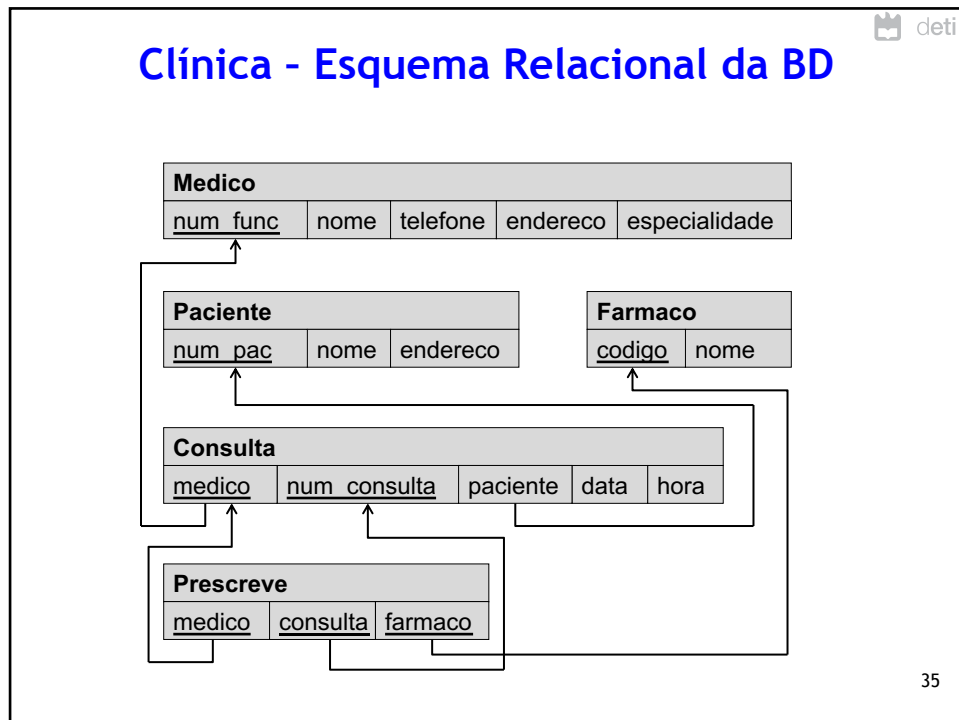 deti
Clínica – Esquema Relacional da BD
Medico
num_func nome telefone endereco especialidade
Paciente
num_pac nome endereco
Farmaco
codigo nome
Consulta
medico num_consulta paciente data hora
Prescreve
medico consulta farmaco
35